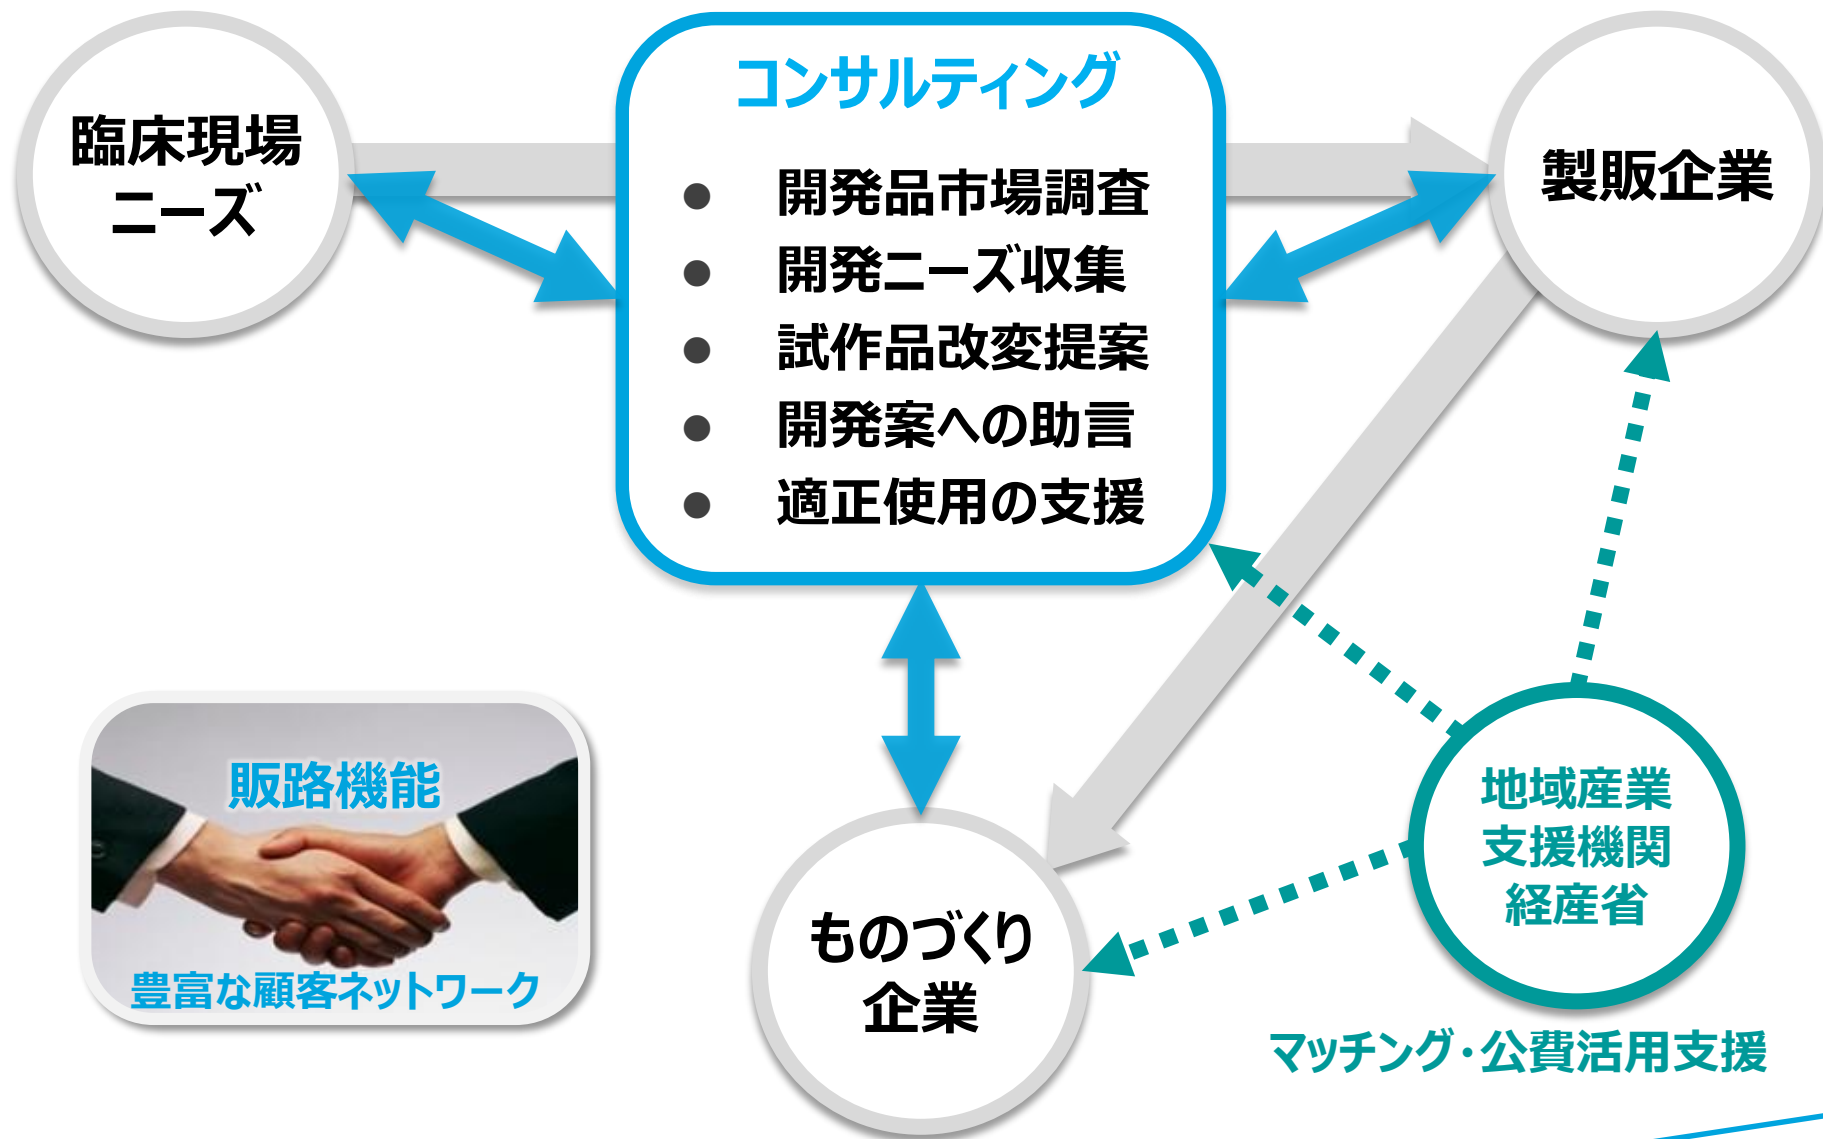 臨床現場
ニーズ
コンサルティング
● 開発品市場調査
● 開発ニーズ収集
● 試作品改変提案
● 開発案への助言
● 適正使用の支援
製販企業
販路機能
豊富な顧客ネットワーク
ものづくり
企業
地域産業
支援機関
経産省
マッチング・公費活用支援